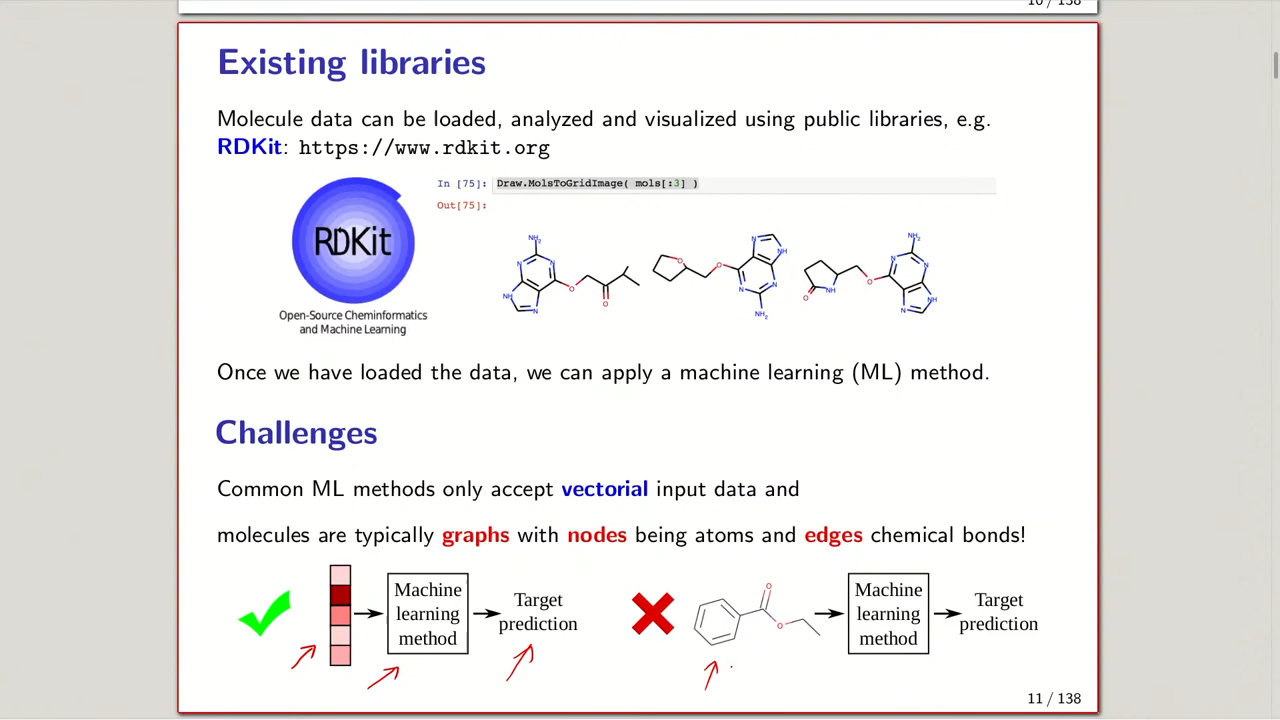 10 / 138
Existing libraries
Molecule data can be loaded, analyzed and visualized using public libraries, e.g.
RDKit: https://www.rdkit.org
In [75]: Draw.MolsToGridImage( mols[:3] )
Out[75]:
RDKit
Open-Source Cheminformatics
and Machine Learning
NH₂
N
N
O
NH
N
O
O
O
N
NH
N
N
NH₂
NH₂
N
N
O
NH
O
NH
N
Once we have loaded the data, we can apply a machine learning (ML) method.
Challenges
Common ML methods only accept vectorial input data and
molecules are typically graphs with nodes being atoms and edges chemical bonds!
Machine
learning
method
Target
prediction
O
O
Machine
learning
method
Target
prediction
11 / 138